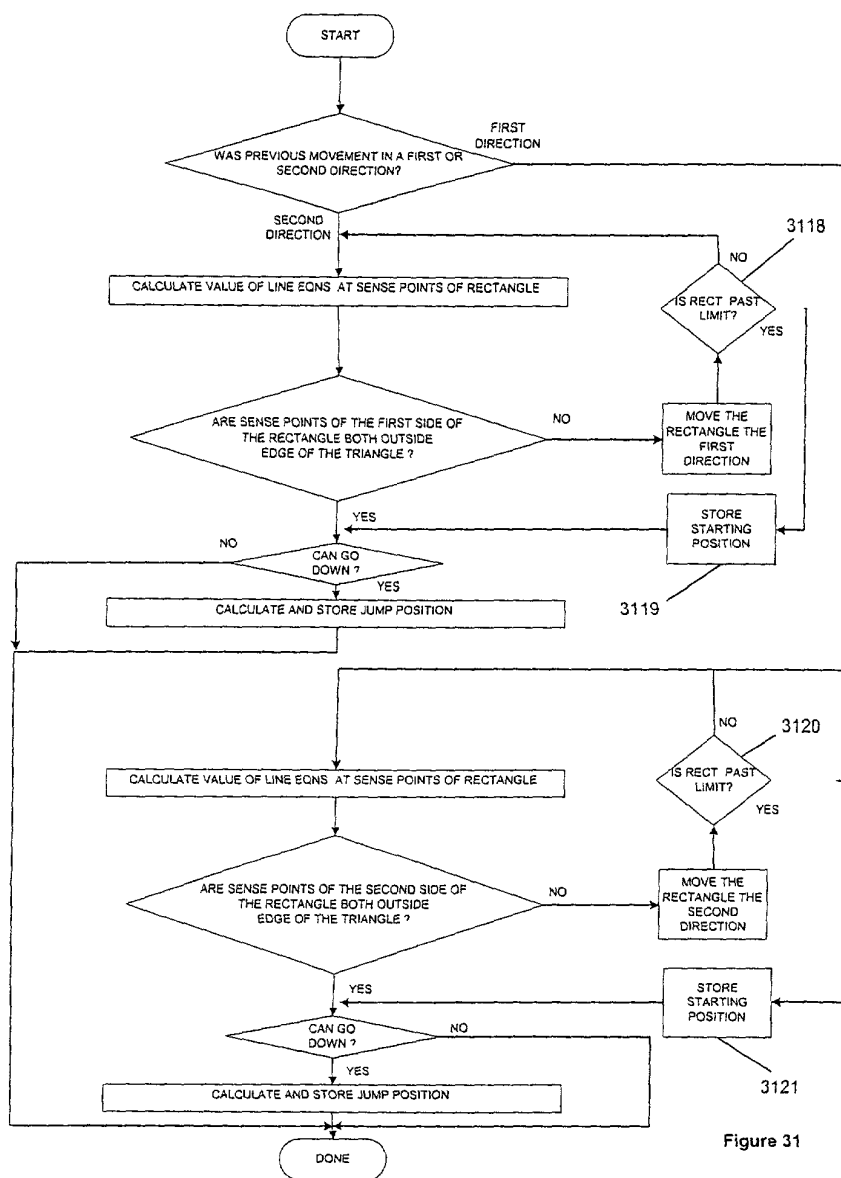 START
FIRST
DIRECTION
WAS PREVIOUS MOVEMENT IN A FIRST OR
SECOND DIRECTION?
SECOND
DIRECTION
3118
NO
CALCULATE VALUE OF LINE EQNS AT SENSE POINTS OF RECTANGLE
IS RECT PAST
LIMIT?
YES
ARE SENSE POINTS OF THE FIRST SIDE OF
THE RECTANGLE BOTH OUTSIDE
EDGE OF THE TRIANGLE ?
NO
MOVE THE
RECTANGLE THE
FIRST
DIRECTION
YES
STORE
STARTING
POSITION
NO
CAN GO
DOWN ?
YES
3119
CALCULATE AND STORE JUMP POSITION
NO
3120
CALCULATE VALUE OF LINE EQNS AT SENSE POINTS OF RECTANGLE
IS RECT PAST
LIMIT?
YES
ARE SENSE POINTS OF THE SECOND SIDE OF
THE RECTANGLE BOTH OUTSIDE
EDGE OF THE TRIANGLE ?
NO
MOVE THE
RECTANGLE THE
SECOND
DIRECTION
YES
STORE
STARTING
POSITION
CAN GO
DOWN ?
NO
YES
3121
CALCULATE AND STORE JUMP POSITION
DONE
Figure 31